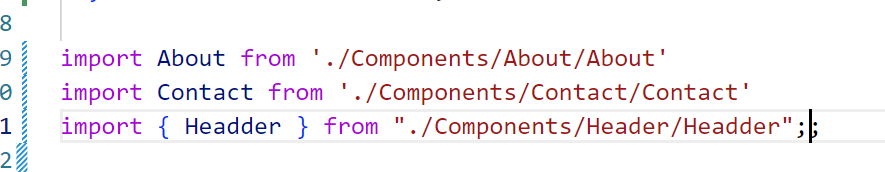 8
9 import About from './Components/About/About'
0 import Contact from './Components/Contact/Contact'
1 import { Headder } from "./Components/Header/Headder";;
2